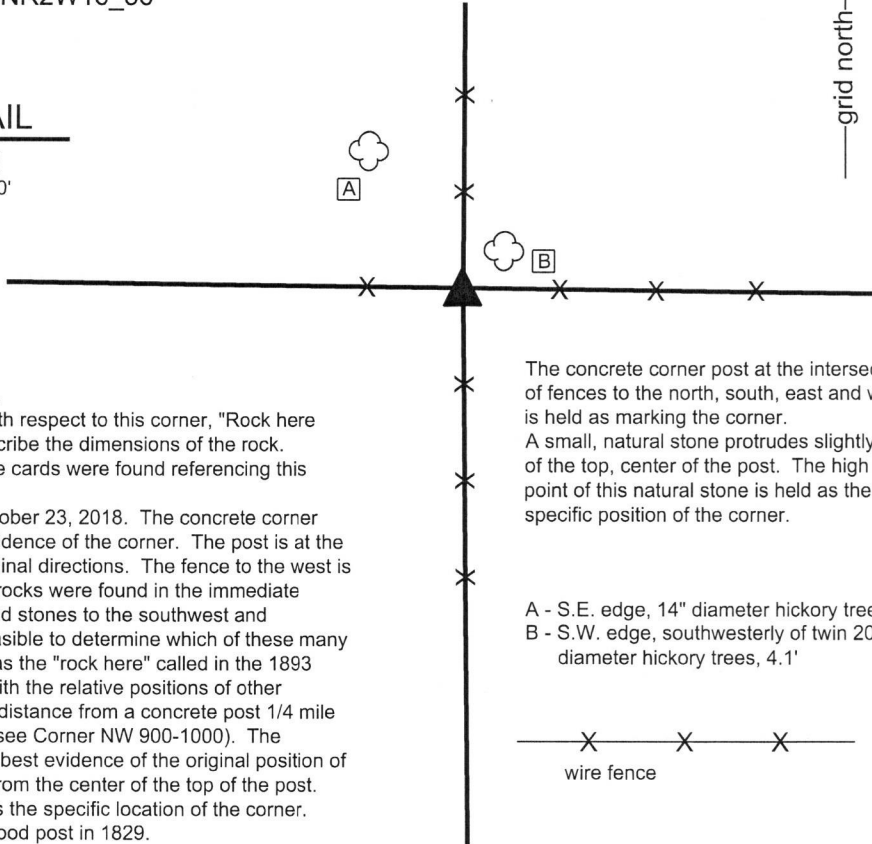 AIL
0'
grid north
A
B
th respect to this corner, "Rock here
cribe the dimensions of the rock.
e cards were found referencing this
ober 23, 2018. The concrete corner
dence of the corner. The post is at the
inal directions. The fence to the west is
rocks were found in the immediate
d stones to the southwest and
sible to determine which of these many
as the "rock here" called in the 1893
ith the relative positions of other
distance from a concrete post 1/4 mile
see Corner NW 900-1000). The
best evidence of the original position of
rom the center of the top of the post.
s the specific location of the corner.
ood post in 1829.
The concrete corner post at the interse
of fences to the north, south, east and w
is held as marking the corner.
A small, natural stone protrudes slightly
of the top, center of the post. The high
point of this natural stone is held as the
specific position of the corner.
A - S.E. edge, 14" diameter hickory tree
B - S.W. edge, southwesterly of twin 20
diameter hickory trees, 4.1'
wire fence